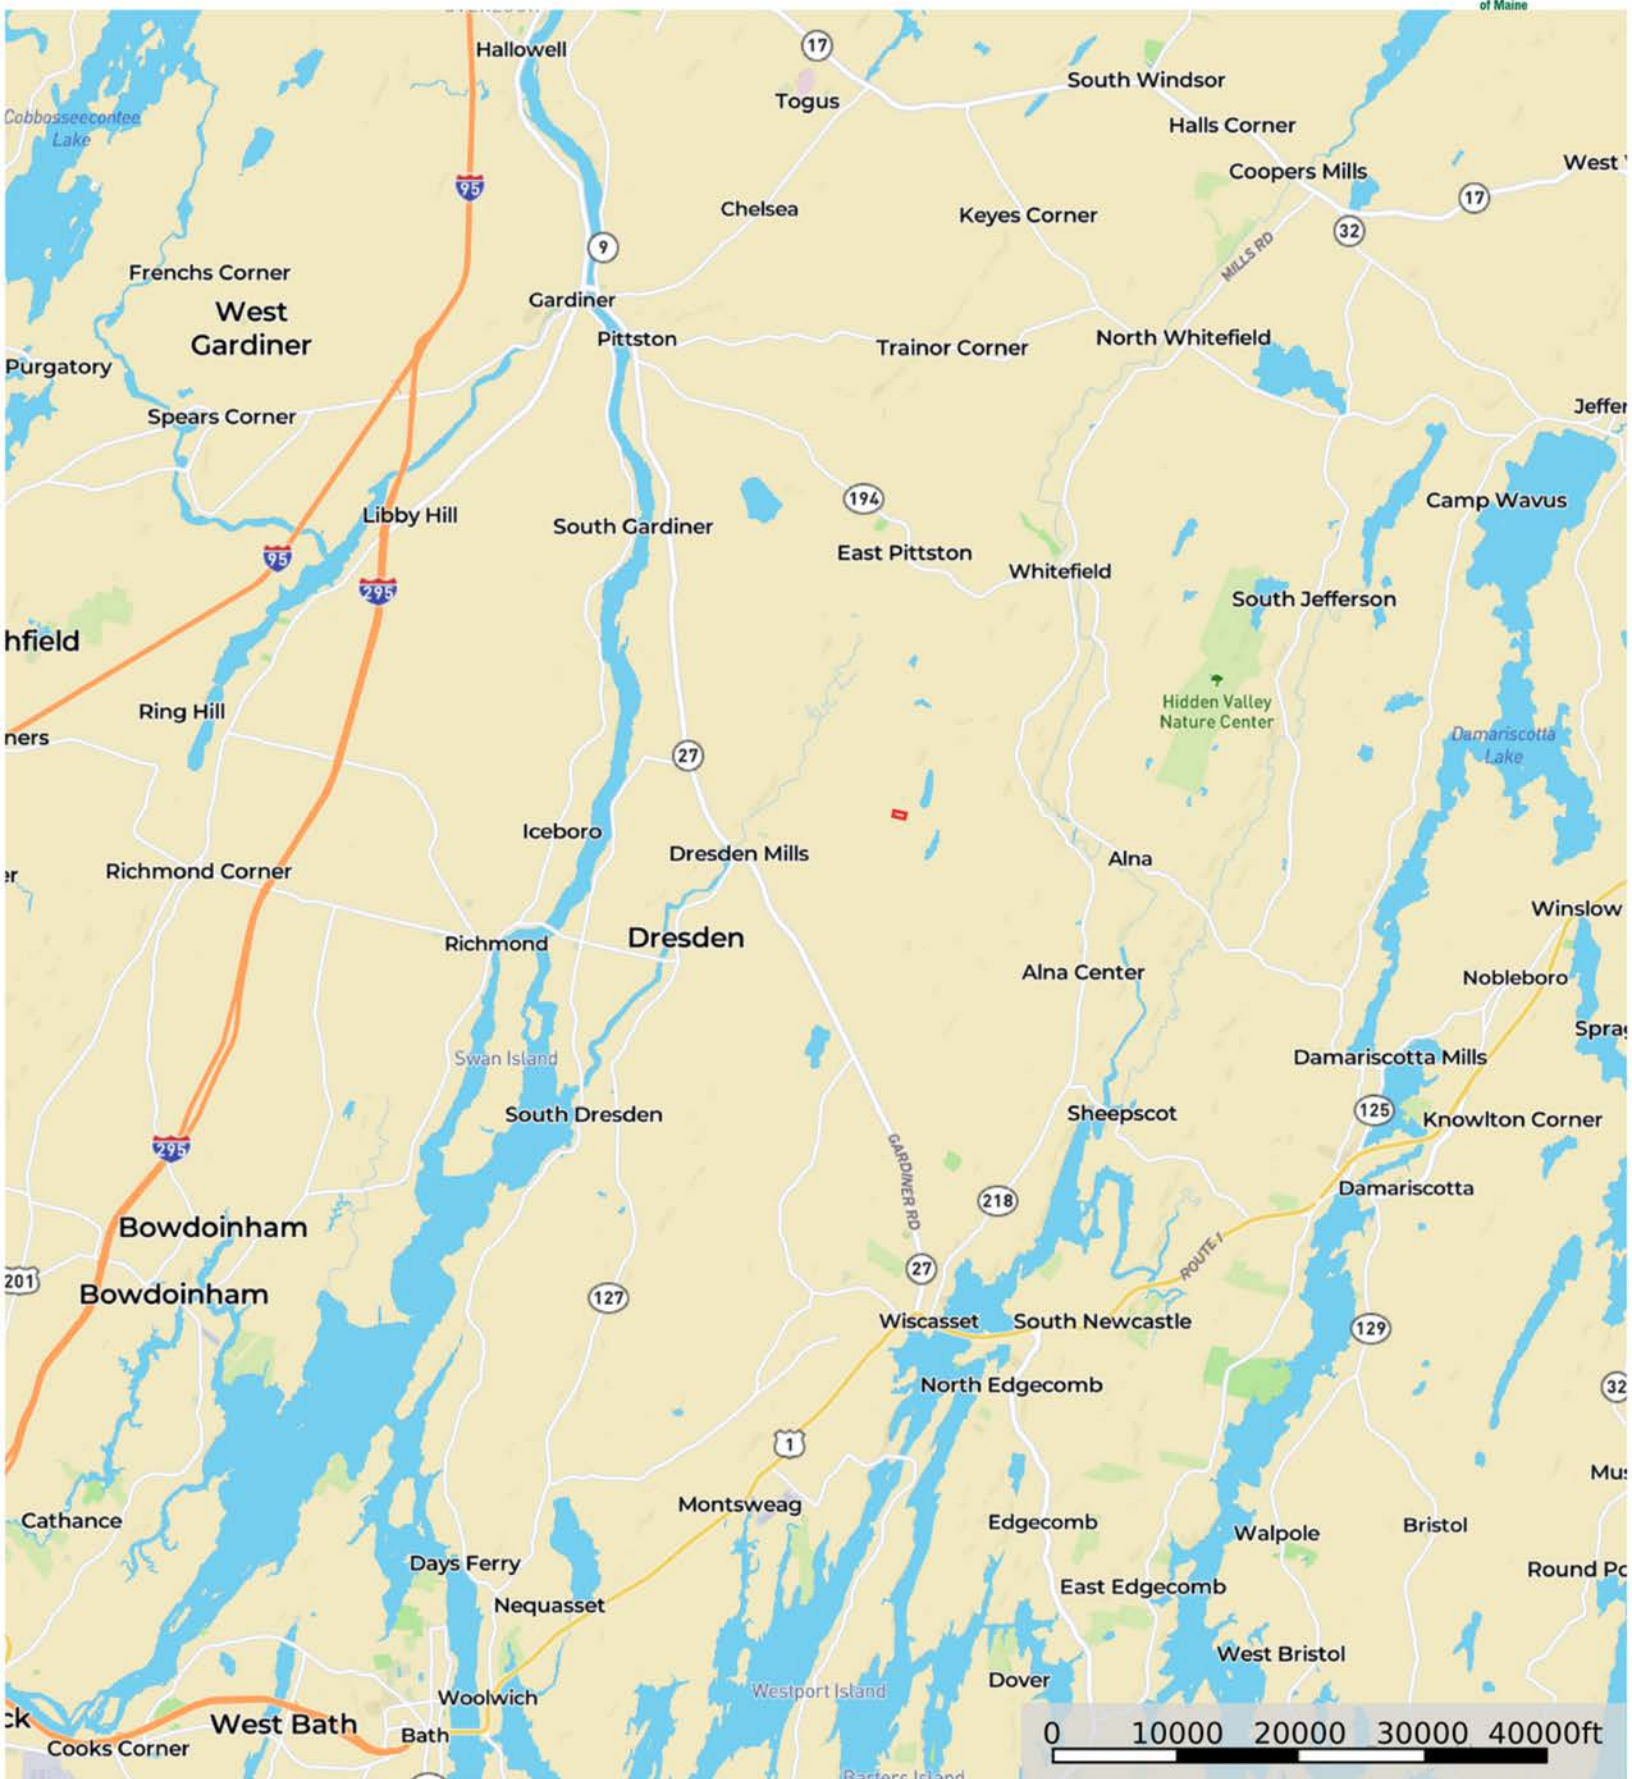 of Maine
Hallowell
17
Togus
South Windsor
Cobbosseecontee
Lake
Halls Corner
Coopers Mills
West
95
17
Chelsea
Keyes Corner
32
MILLS RD
9
Frenchs Corner
Gardiner
West
Gardiner
Pittston
Trainor Corner
North Whitefield
Purgatory
Spears Corner
Jeffer
194
Camp Wavus
Libby Hill
South Gardiner
95
East Pittston
Whitefield
295
South Jefferson
hfield
Ring Hill
Hidden Valley
Nature Center
ners
Damariscotta
Lake
27
Iceboro
Dresden Mills
Alna
er
Richmond Corner
Winslow
Richmond
Dresden
Alna Center
Nobleboro
Spra
Swan Island
Damariscotta Mills
South Dresden
Sheepscot
125
Knowlton Corner
295
GARDINER RD
218
Damariscotta
Bowdoinham
ROUTE 1
201
27
Bowdoinham
127
Wiscasset
South Newcastle
129
North Edgecomb
32
1
Mus
Montsweag
Cathance
Edgecomb
Walpole
Bristol
Days Ferry
Round Po
East Edgecomb
Nequasset
West Bristol
Dover
Westport Island
Woolwich
ck
West Bath
Bath
Cooks Corner
0 10000 20000 30000 40000ft
Barters Island